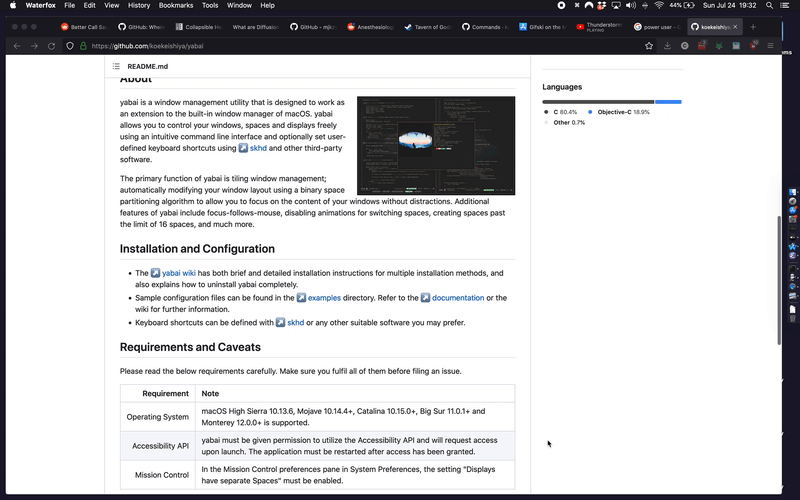 Waterfox File Edit View History Bookmarks Tools Window Help 44% Sun Jul 24 19:32
Better Call Sa GitHub: Where Collapsible He What are Diffusion GitHub – mjkz Anesthesiolog Tavern of God Commands - Gifski on the M Thunderstorm power user – koekeishiya/yabai
PLAYING
https://github.com/koekeishiya/yabai
README.md
About
yabai is a window management utility that is designed to work as
an extension to the built-in window manager of macOS. yabai
allows you to control your windows, spaces and displays freely
using an intuitive command line interface and optionally set user-
defined keyboard shortcuts using skhd and other third-party
software.
The primary function of yabai is tiling window management;
automatically modifying your window layout using a binary space
partitioning algorithm to allow you to focus on the content of your windows without distractions. Additional
features of yabai include focus-follows-mouse, disabling animations for switching spaces, creating spaces past
the limit of 16 spaces, and much more.
Installation and Configuration
• The yabai wiki has both brief and detailed installation instructions for multiple installation methods, and
also explains how to uninstall yabai completely.
• Sample configuration files can be found in the examples directory. Refer to the documentation or the
wiki for further information.
• Keyboard shortcuts can be defined with skhd or any other suitable software you may prefer.
Requirements and Caveats
Please read the below requirements carefully. Make sure you fulfil all of them before filing an issue.
Requirement Note
Operating System macOS High Sierra 10.13.6, Mojave 10.14.4+, Catalina 10.15.0+, Big Sur 11.0.1+ and
Monterey 12.0.0+ is supported.
Accessibility API yabai must be given permission to utilize the Accessibility API and will request access
upon launch. The application must be restarted after access has been granted.
Mission Control In the Mission Control preferences pane in System Preferences, the setting "Displays
have separate Spaces" must be enabled.
Languages
C 80.4% Objective-C 18.9%
Other 0.7%